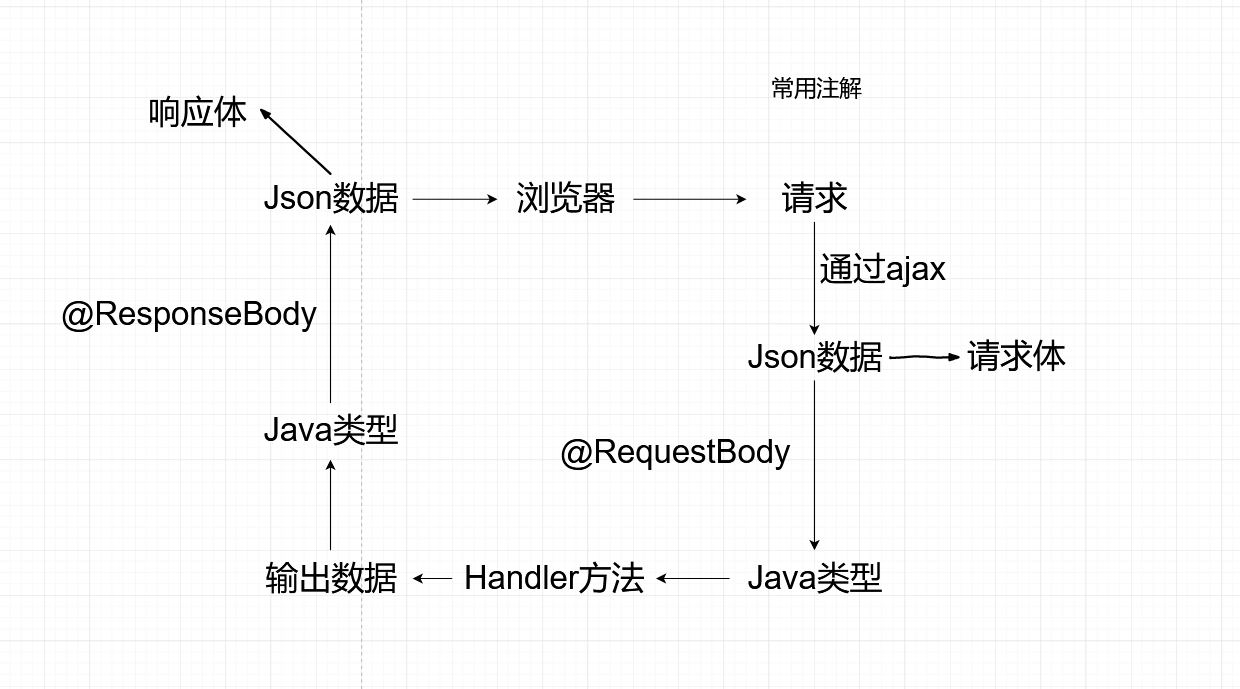 常用注解
响应体
Json数据
浏览器
请求
通过ajax
@ResponseBody
Json数据
请求体
Java类型
@RequestBody
输出数据
Handler方法
Java类型